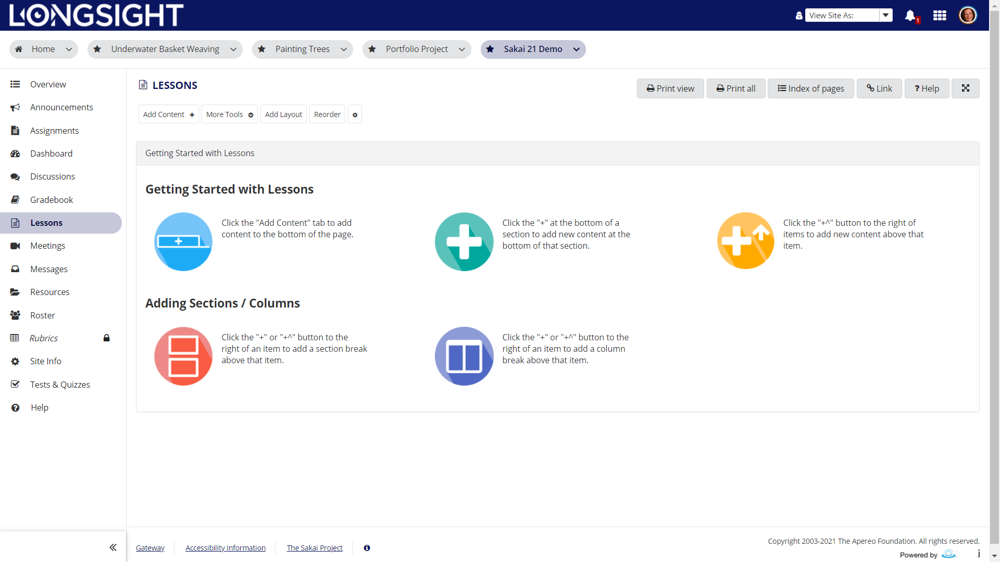 LONGSIGHT
View Site As:
1
Home
Underwater Basket Weaving
Painting Trees
Portfolio Project
Sakai 21 Demo
Overview
Announcements
Assignments
Dashboard
Discussions
Gradebook
Lessons
Meetings
Messages
Resources
Roster
Rubrics
Site Info
Tests & Quizzes
Help
LESSONS
Print view
Print all
Index of pages
Link
? Help
Add Content +
More Tools
Add Layout
Reorder
Getting Started with Lessons
Getting Started with Lessons
Click the "Add Content" tab to add
content to the bottom of the page.
Click the "+" at the bottom of a
section to add new content at the
bottom of that section.
Click the "+^" button to the right of
items to add new content above that
item.
Adding Sections / Columns
Click the "+" or "+^" button to the
right of an item to add a section break
above that item.
Click the "+" or "+^" button to the
right of an item to add a column
break above that item.
Gateway
Accessibility Information
The Sakai Project
Copyright 2003-2021 The Apereo Foundation. All rights reserved.
Powered by